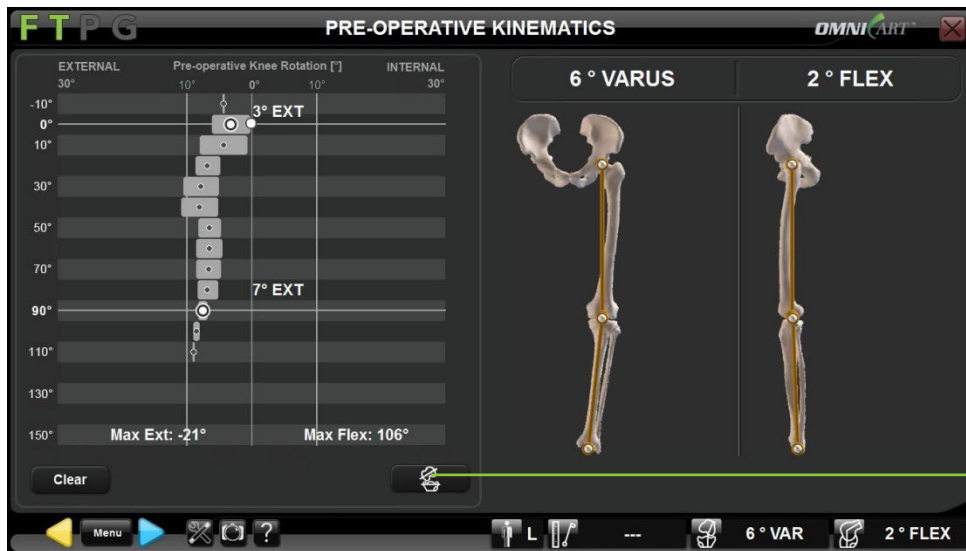 FTPG
PRE-OPERATIVE KINEMATICS
OMNI ART™
EXTERNAL Pre-operative Knee Rotation [°] INTERNAL
30° 10° 0° 10° 30°
6 ° VARUS
2 ° FLEX
-10°
3° EXT
0°
10°
30°
50°
70°
7° EXT
90°
110°
130°
150°
Max Ext: -21°
Max Flex: 106°
Clear
Menu
?
L
---
6 ° VAR
2 ° FLEX